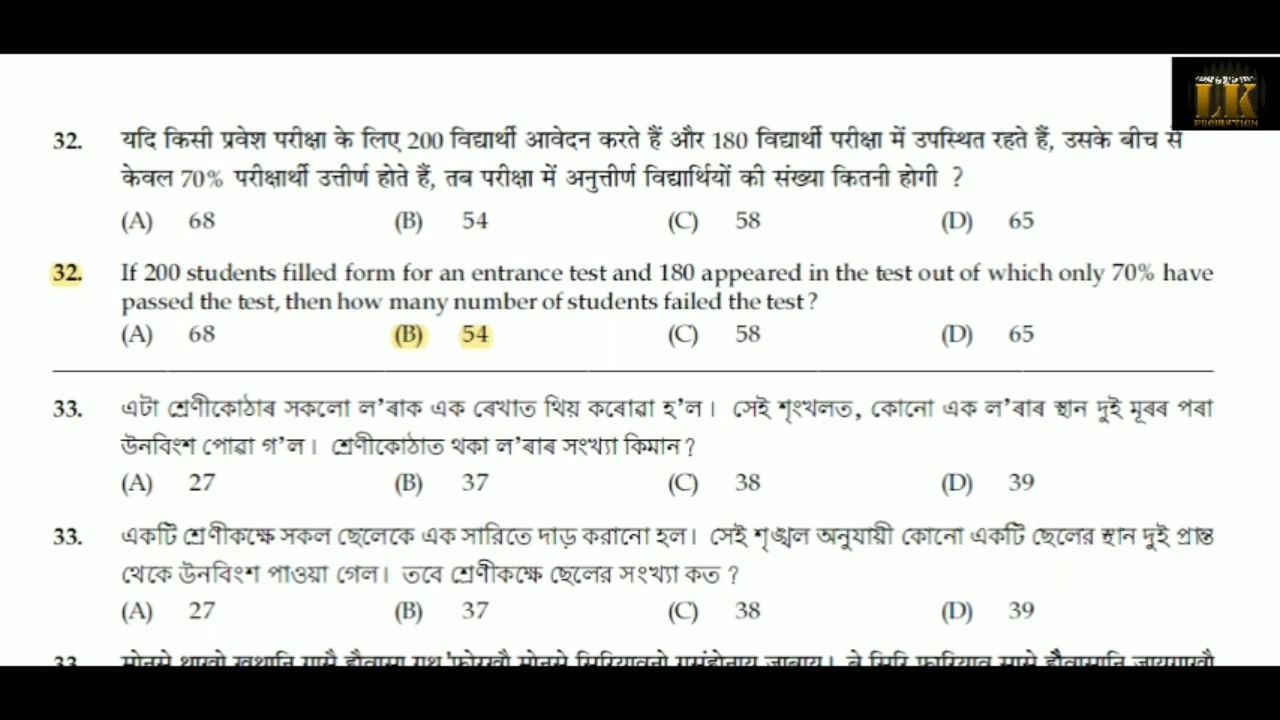 32. यदि किसी प्रवेश परीक्षा के लिए 200 विद्यार्थी आवेदन करते हैं और 180 विद्यार्थी परीक्षा में उपस्थित रहते हैं, उसके बीच से
केवल 70% परीक्षार्थी उत्तीर्ण होते हैं, तब परीक्षा में अनुत्तीर्ण विद्यार्थियों की संख्या कितनी होगी ?
(A) 68 (B) 54 (C) 58 (D) 65
32. If 200 students filled form for an entrance test and 180 appeared in the test out of which only 70% have
passed the test, then how many number of students failed the test?
(A) 68 (B) 54 (C) 58 (D) 65
33. এটা শ্ৰেণীকোঠাৰ সকলো ল’ৰাক এক ৰেখাত থিয় কৰোৱা হ’ল। সেই শৃংখলত, কোনো এক ল’ৰাৰ স্থান দুই মূৰৰ পৰা
উনবিংশ পোৱা গ’ল। শ্ৰেণীকোঠাত থকা ল’ৰাৰ সংখ্যা কিমান?
(A) 27 (B) 37 (C) 38 (D) 39
33. একটি শ্রেণীকক্ষে সকল ছেলেকে এক সারিতে দাড় করানো হল। সেই শৃঙ্খল অনুযায়ী কোনো একটি ছেলের স্থান দুই প্রান্ত
থেকে উনবিংশ পাওয়া গেল। তবে শ্রেণীকক্ষে ছেলের সংখ্যা কত ?
(A) 27 (B) 37 (C) 38 (D) 39
33.
LK
PRODUCTION